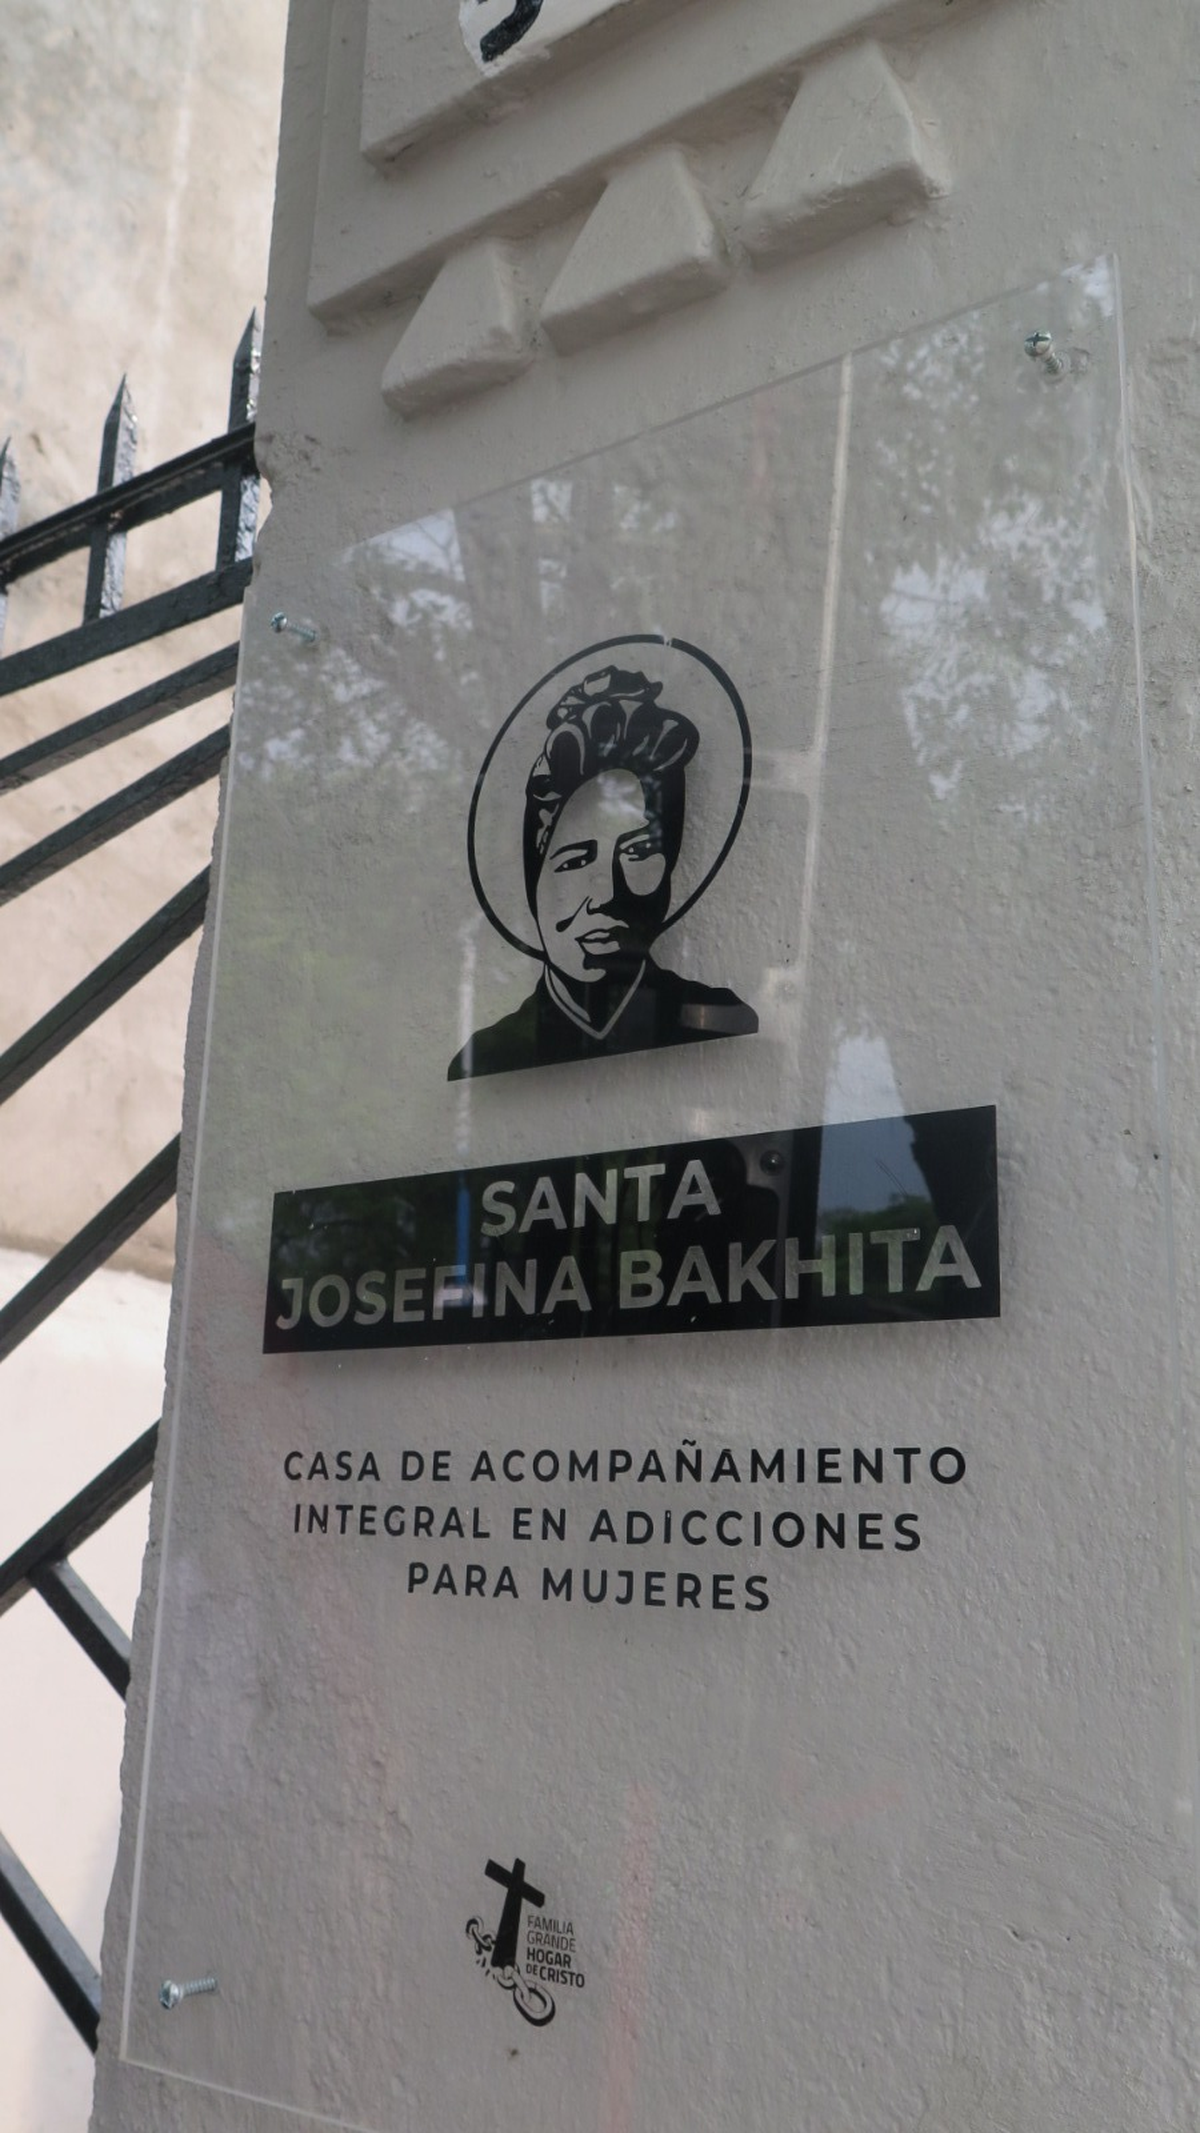 SANTA
JOSEFINA BAKHITA
CASA DE ACOMPAÑAMIENTO
INTEGRAL EN ADICCIONES
PARA MUJERES
FAMILIA
GRANDE
HOGAR
DE CRISTO